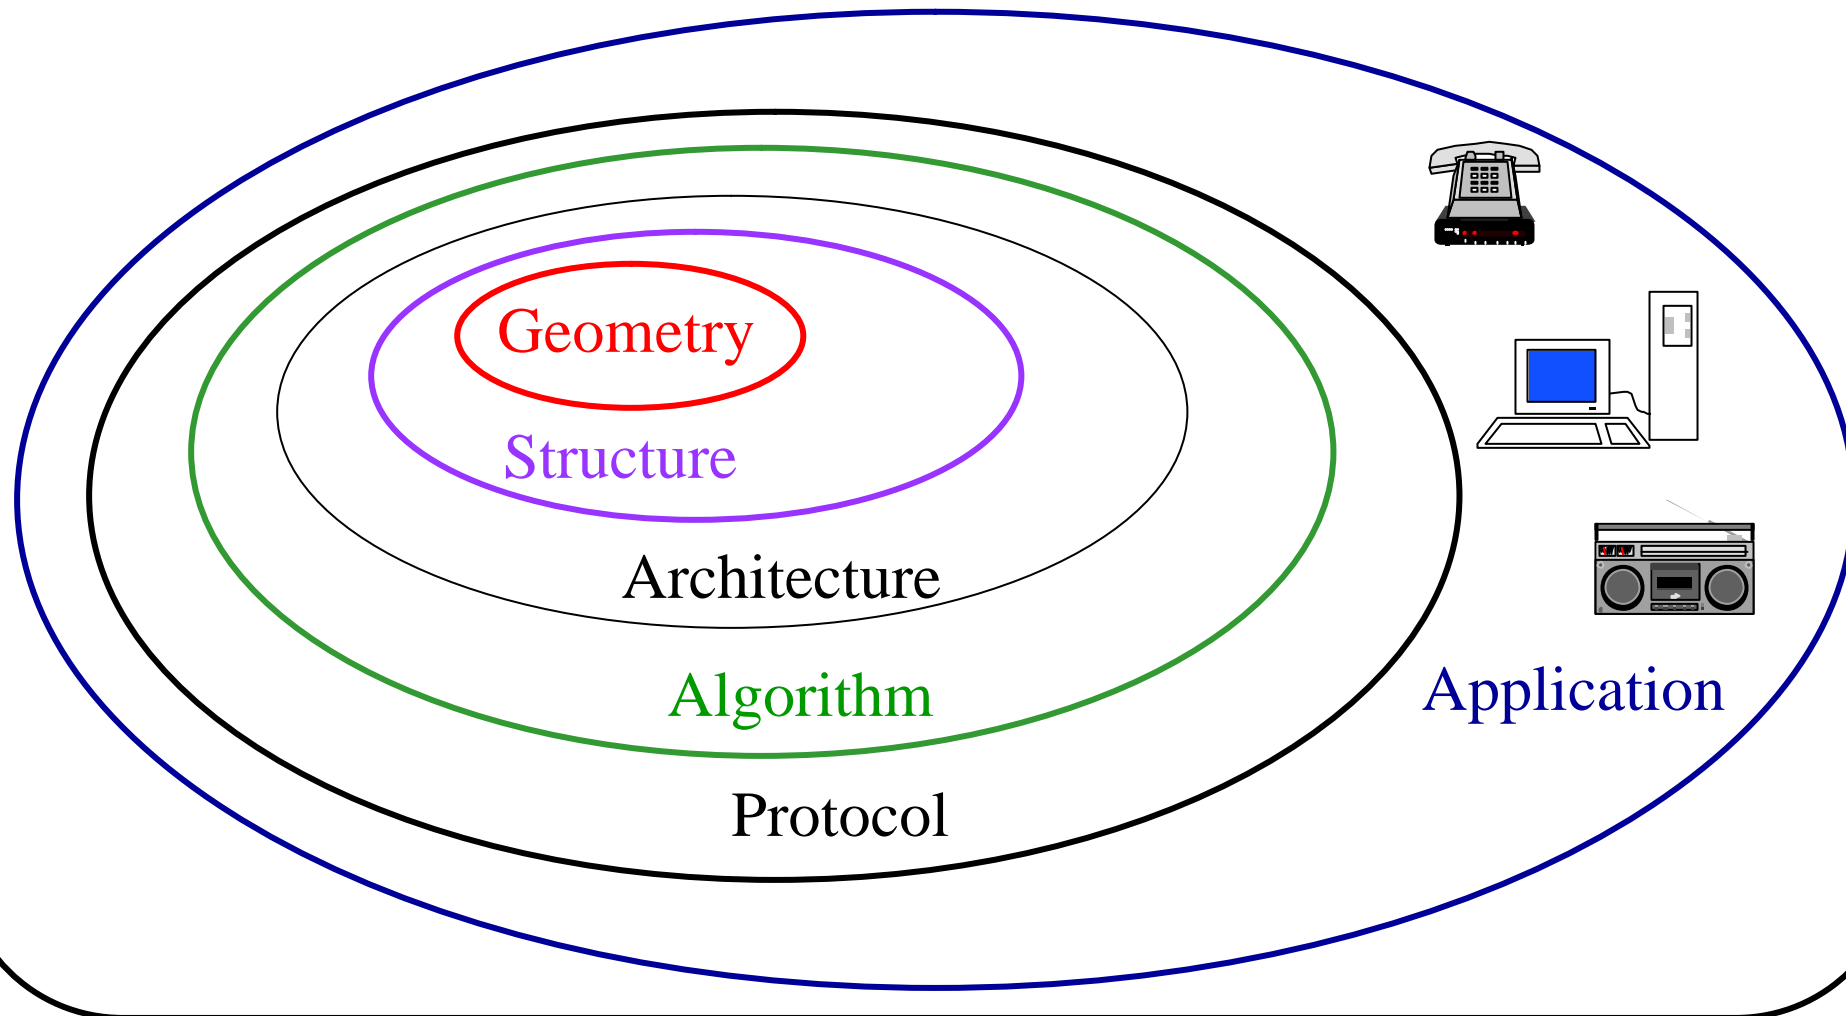 Geometry
Structure
Architecture
Algorithm
Application
Protocol